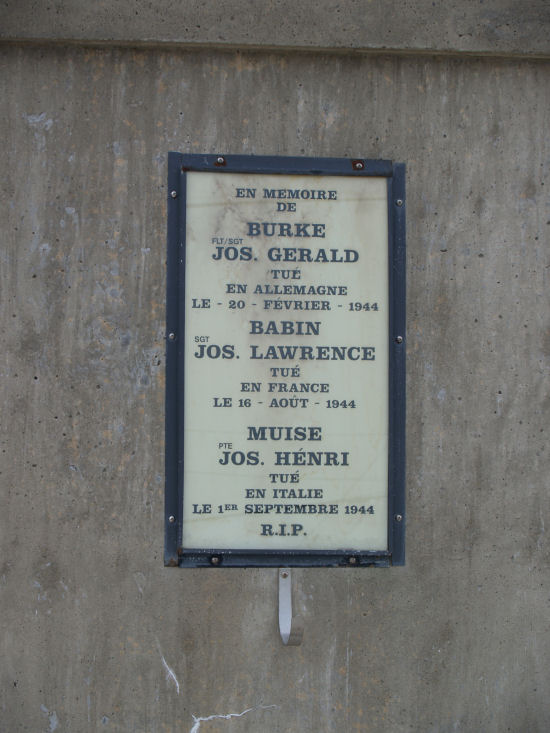 EN MEMOIRE
DE
BURKE
FLT/SGT
JOS. GERALD
TUÉ
EN ALLEMAGNE
LE - 20 - FÉVRIER - 1944
BABIN
SGT
JOS. LAWRENCE
TUÉ
EN FRANCE
LE 16 - AOÛT - 1944
MUISE
PTE
JOS. HÉNRI
TUÉ
EN ITALIE
LE 1ER SEPTEMBRE 1944
R.I.P.